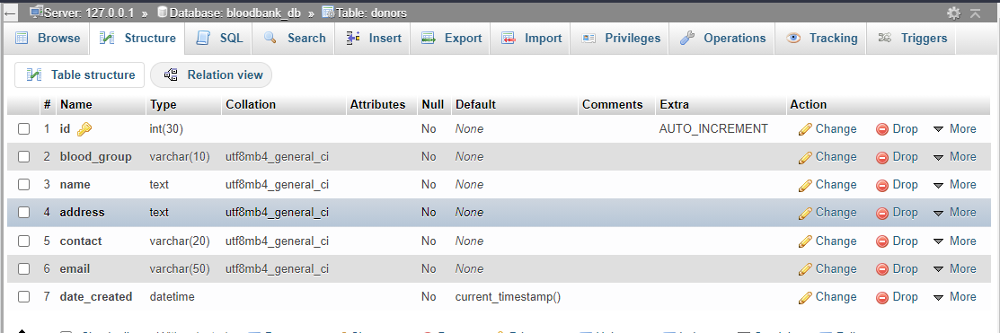 Server: 127.0.0.1 » Database: bloodbank_db » Table: donors
Browse Structure SQL Search Insert Export Import Privileges Operations Tracking Triggers
Table structure Relation view
# Name Type Collation Attributes Null Default Comments Extra Action
1 id int(30) No None AUTO_INCREMENT Change Drop More
2 blood_group varchar(10) utf8mb4_general_ci No None Change Drop More
3 name text utf8mb4_general_ci No None Change Drop More
4 address text utf8mb4_general_ci No None Change Drop More
5 contact varchar(20) utf8mb4_general_ci No None Change Drop More
6 email varchar(50) utf8mb4_general_ci No None Change Drop More
7 date_created datetime No current_timestamp() Change Drop More